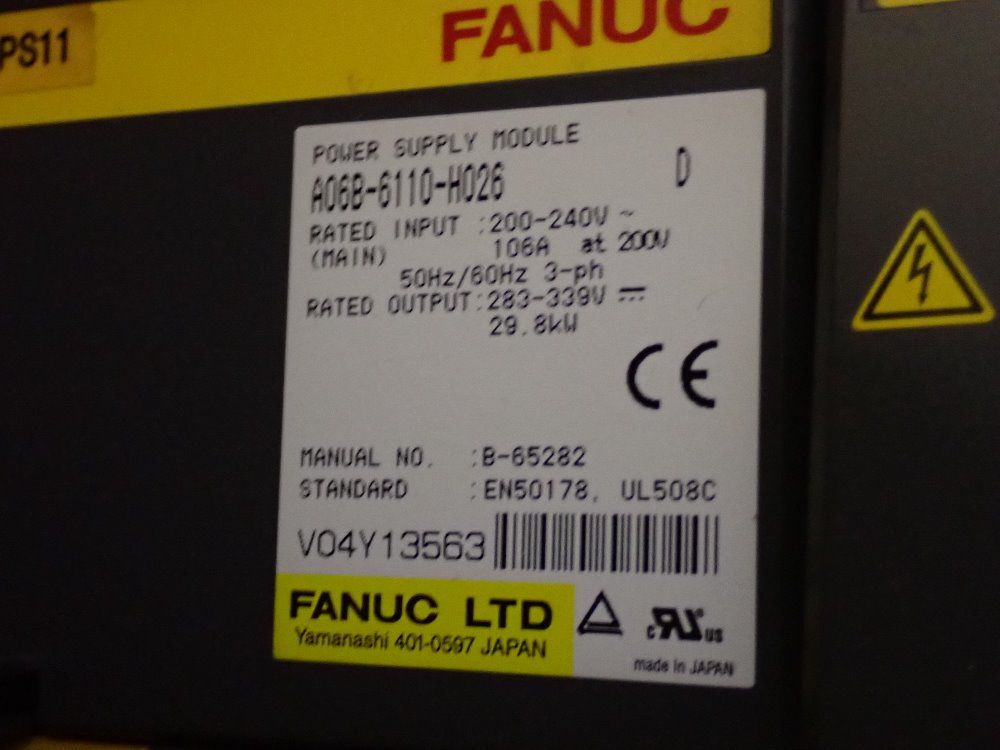 PS11
FANUC
POWER SUPPLY MODULE
A06B-6110-H026 D
RATED INPUT :200-240V ~
(MAIN) 106A at 200V
50Hz/60Hz 3-ph
RATED OUTPUT:283-339V
29.8kW
CE
MANUAL NO. :B-65282
STANDARD :EN50178, UL508C
V04Y13563
FANUC LTD
Yamanashi 401-0597 JAPAN
c RU us
made in JAPAN